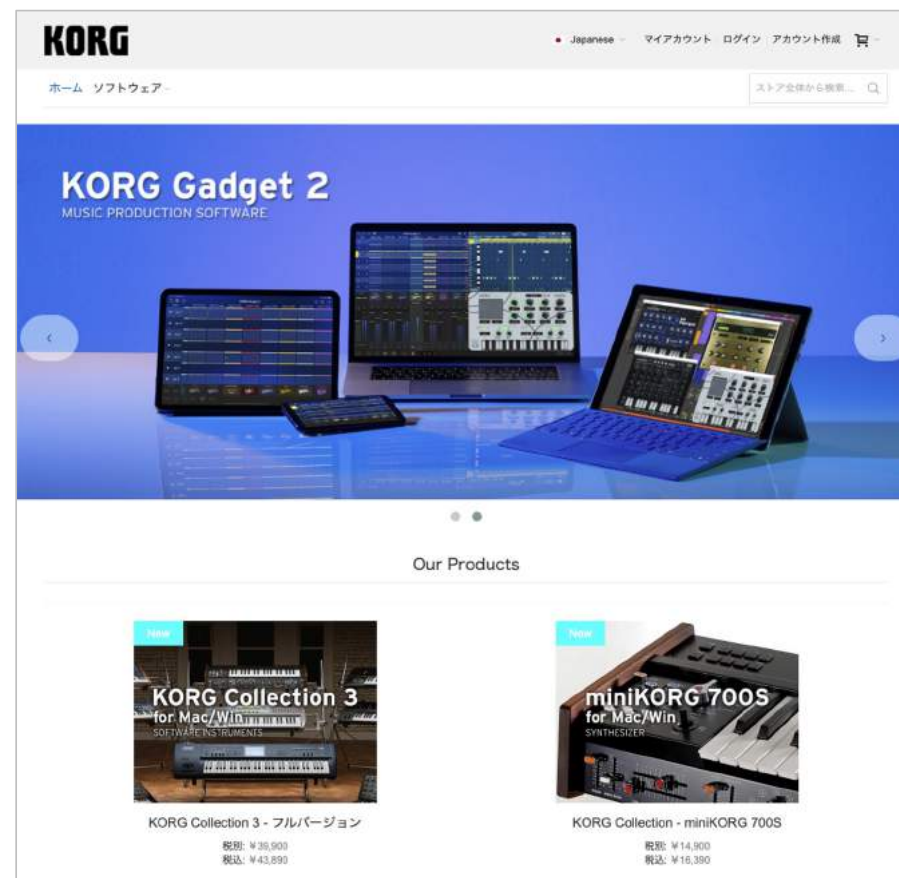 KORG
Japanese マイアカウント ログイン アカウント作成
ホーム ソフトウェア
ストア全体から検索...
KORG Gadget 2
MUSIC PRODUCTION SOFTWARE
Our Products
New
KORG Collection 3
for Mac/Win
SOFTWARE INSTRUMENTS
KORG Collection 3 - フルバージョン
税別: ¥39,900
税込: ¥43,890
New
miniKORG 700S
for Mac/Win
SYNTHESIZER
KORG Collection - miniKORG 700S
税別: ¥14,900
税込: ¥16,390